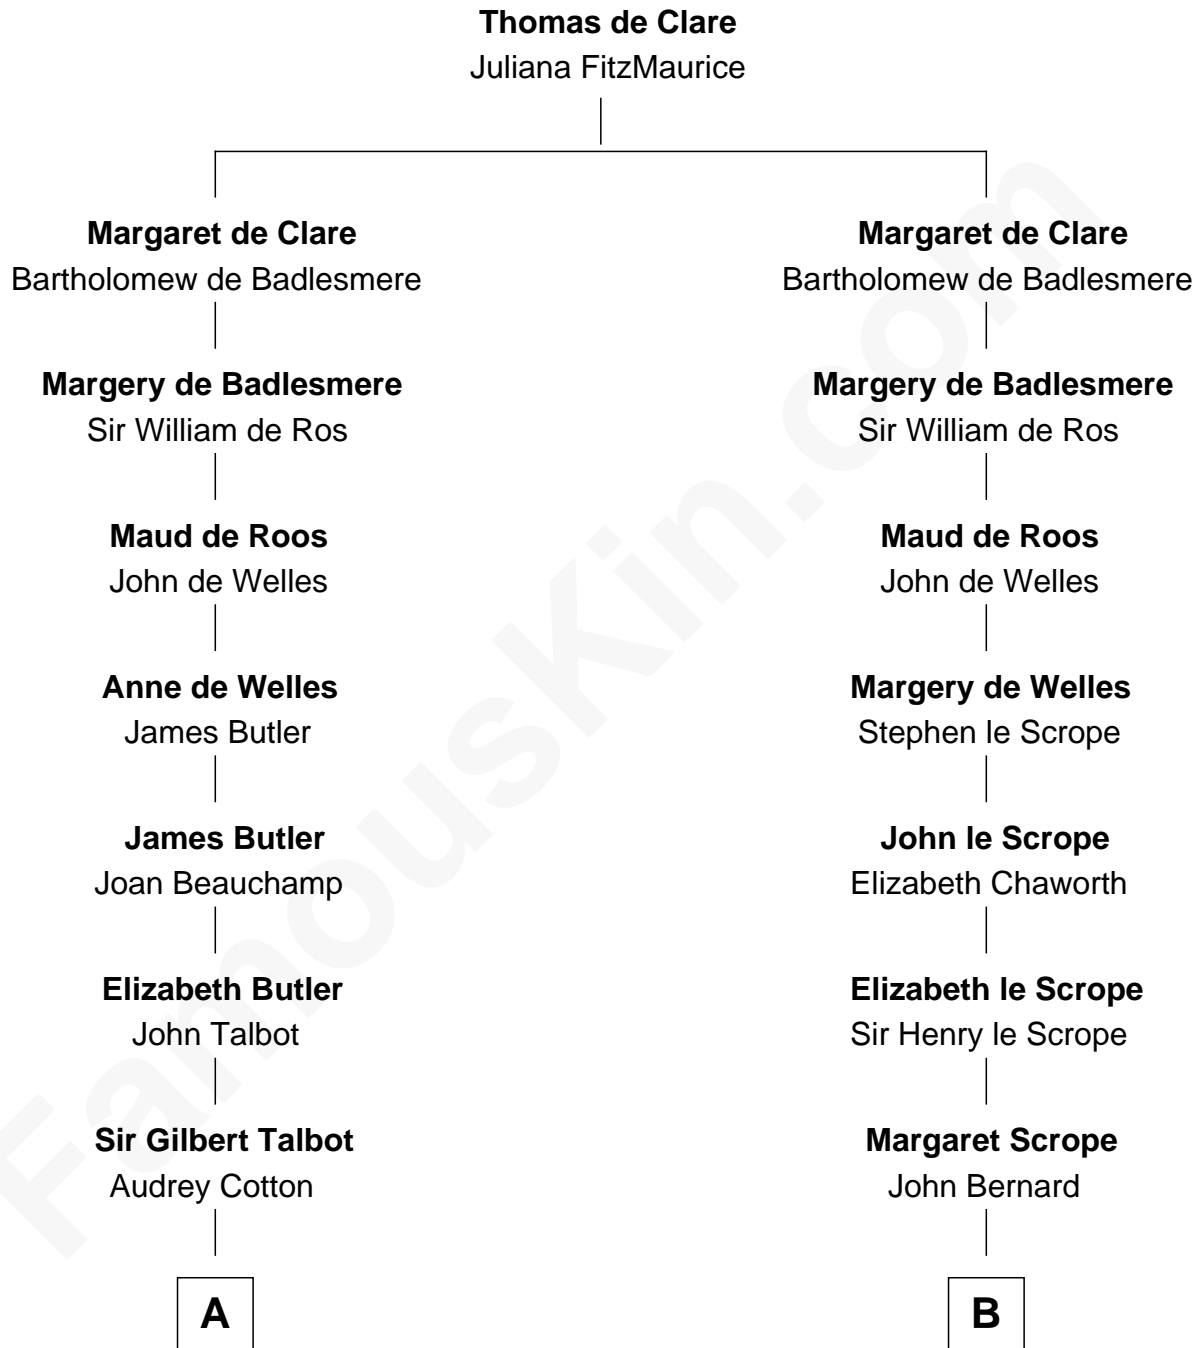 Thomas de Clare
Juliana FitzMaurice
Margaret de Clare
Bartholomew de Badlesmere
Margery de Badlesmere
Sir William de Ros
Maud de Roos
John de Welles
Anne de Welles
James Butler
James Butler
Joan Beauchamp
Elizabeth Butler
John Talbot
Sir Gilbert Talbot
Audrey Cotton
A
Margaret de Clare
Bartholomew de Badlesmere
Margery de Badlesmere
Sir William de Ros
Maud de Roos
John de Welles
Margery de Welles
Stephen le Scrope
John le Scrope
Elizabeth Chaworth
Elizabeth le Scrope
Sir Henry le Scrope
Margaret Scrope
John Bernard
B
FamousKin.com